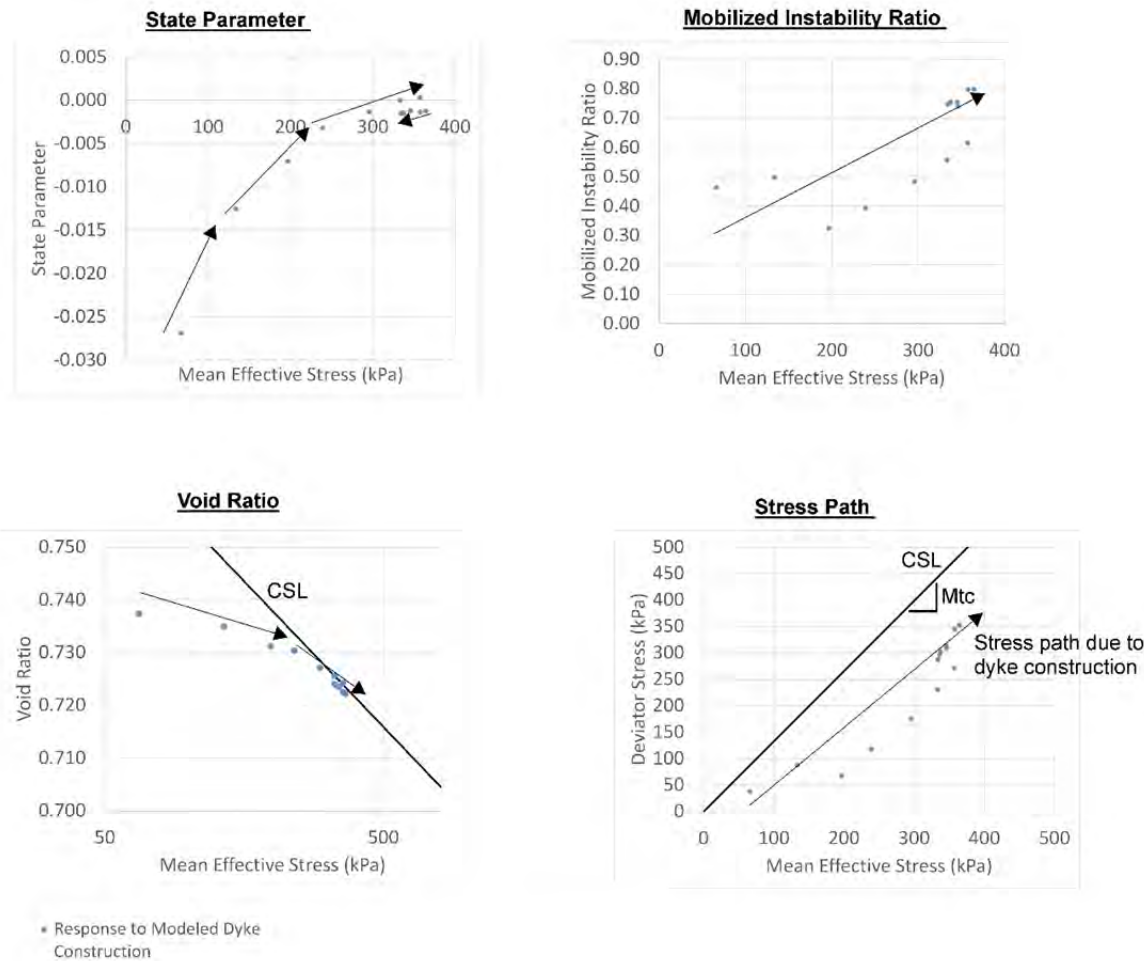 State Parameter
0.005
0.000
-0.005
-0.010
-0.015
-0.020
-0.025
-0.030
0 100 200 300 400
State Parameter
Mean Effective Stress (kPa)
Mobilized Instability Ratio
0.90
0.80
0.70
0.60
0.50
0.40
0.30
0.20
0.10
0.00
0 100 200 300 400
Mobilized Instability Ratio
Mean Effective Stress (kPa)
Void Ratio
0.750
0.740
0.730
0.720
0.710
0.700
50 500
Void Ratio
CSL
Mean Effective Stress (kPa)
Stress Path
500
450
400
350
300
250
200
150
100
50
0
0 100 200 300 400 500
Deviator Stress (kPa)
CSL
Mtc
Stress path due to
dyke construction
Mean Effective Stress (kPa)
Response to Modeled Dyke
Construction